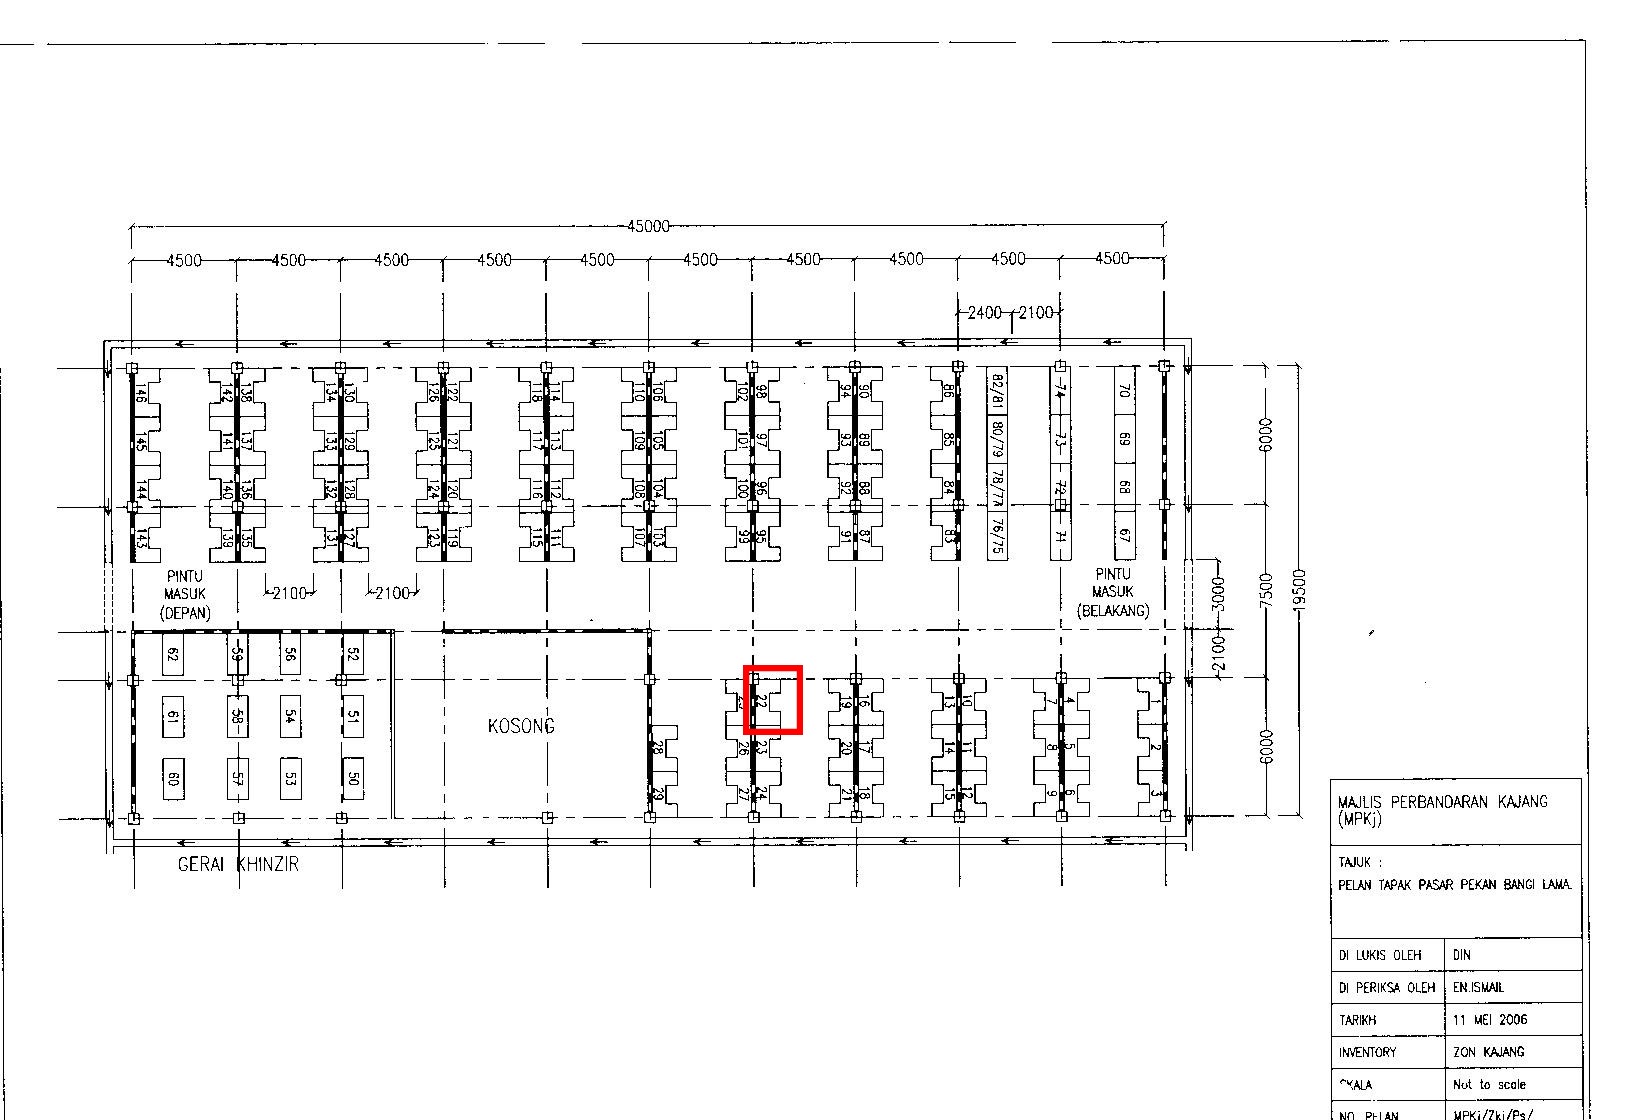 45000
4500 4500 4500 4500 4500 4500 4500 4500 4500 4500
2400 2100
146 142 138 134 130 126 122 118 114 110 106 102 98 94 90 86 82/81 74 70
145 141 137 133 129 125 121 117 113 109 105 101 97 93 89 85 80/79 73 69
144 140 136 132 128 124 120 116 112 108 104 100 96 92 88 84 78/77 72 68
143 139 135 131 127 123 119 115 111 107 103 99 95 91 87 83 76/75 71 67
6000
7500
19500
3000
2100
6000
PINTU
MASUK
(DEPAN)
2100 2100
PINTU
MASUK
(BELAKANG)
62 59 56 52
61 58 54 51
60 57 53 50
KOSONG
22 19 16 13 10 7 4 1
28 26 23 20 17 14 11 8 5 2
29 27 24 21 18 15 12 9 6 3
GERAI KHINZIR
MAJLIS PERBANDARAN KAJANG
(MPKj)
TAJUK :
PELAN TAPAK PASAR PEKAN BANGI LAMA.
DI LUKIS OLEH DIN
DI PERIKSA OLEH EN.ISMAIL
TARIKH 11 MEI 2006
INVENTORY ZON KAJANG
SKALA Not to scale
NO. PELAN MPKj/Zkj/Ps/